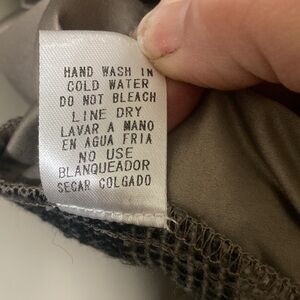 HAND WASH IN
COLD WATER
DO NOT BLEACH
LINE DRY
LAVAR A MANO
EN AGUA FRIA
NO USE
BLANQUEADOR
SECAR COLGADO